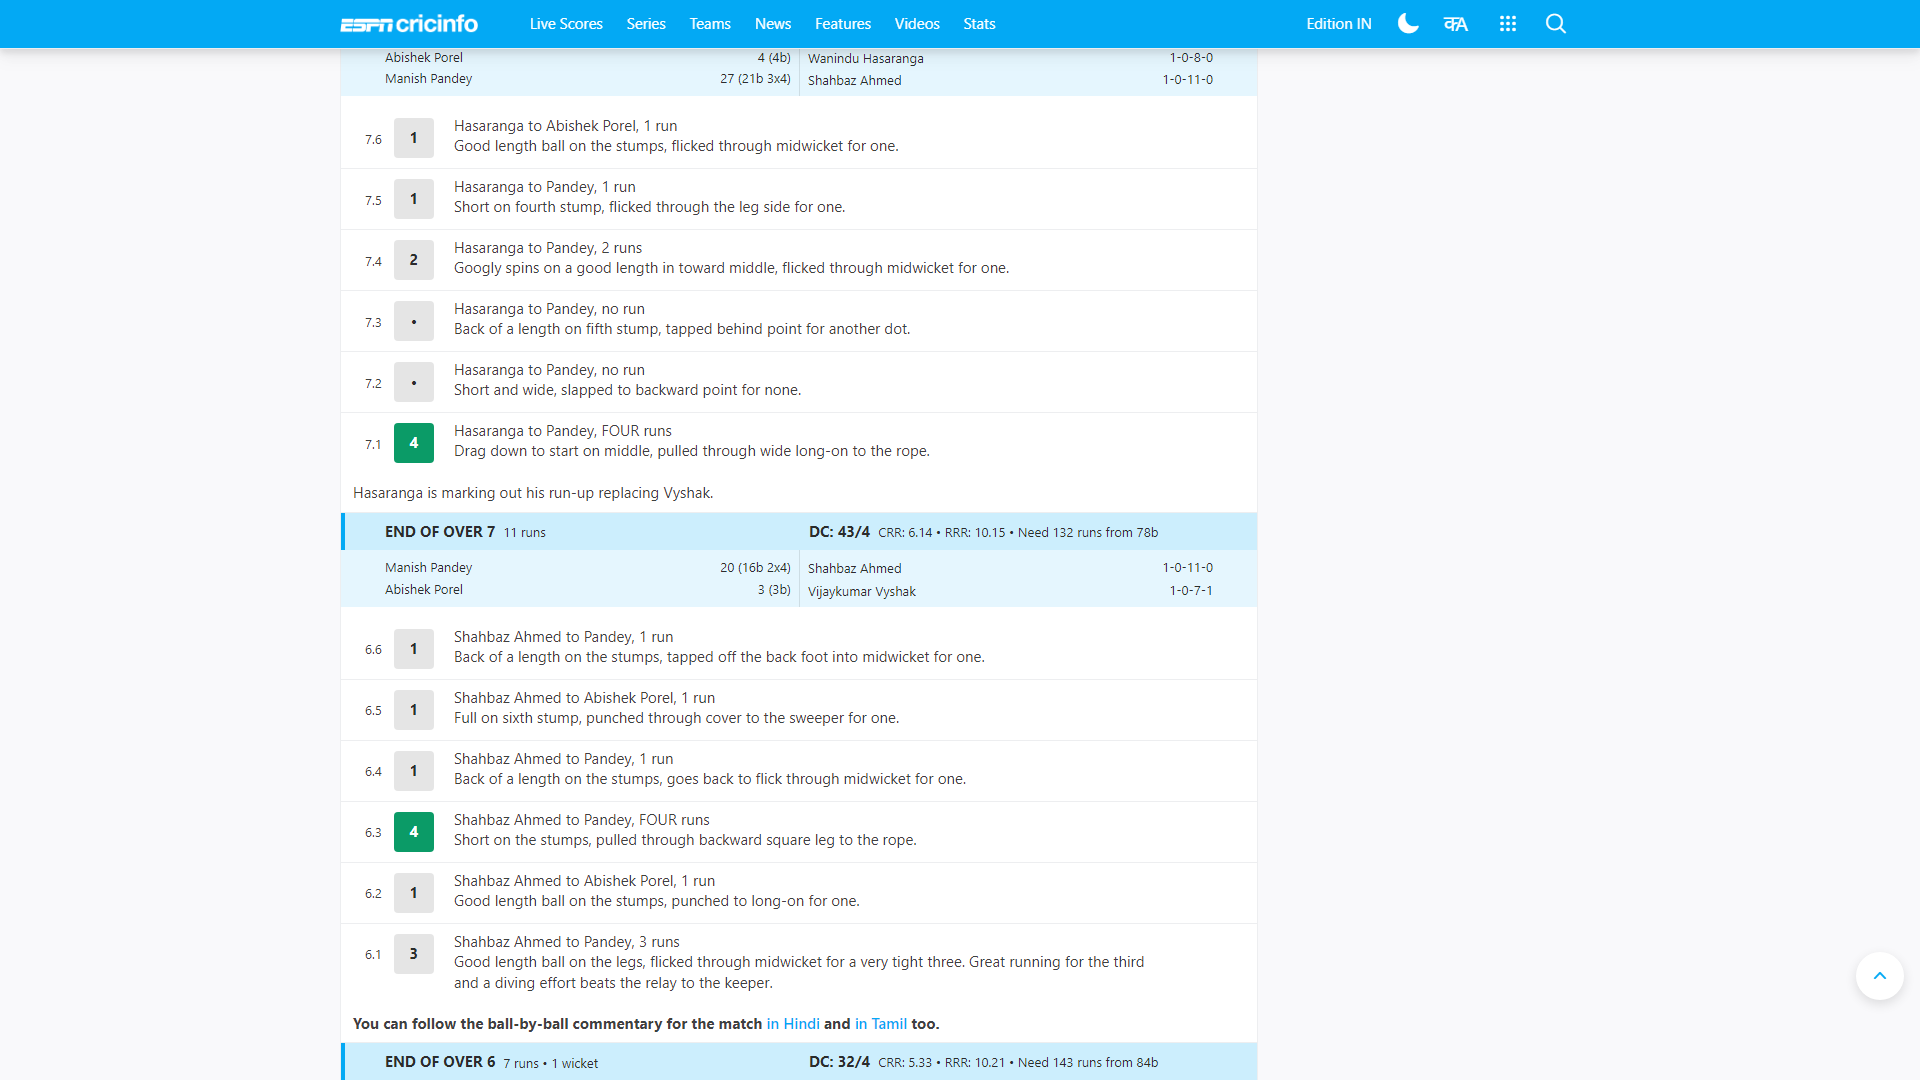 ESPN cricinfo Live Scores Series Teams News Features Videos Stats Edition IN क A
Abishek Porel 4 (4b) Wanindu Hasaranga 1-0-8-0
Manish Pandey 27 (21b 3x4) Shahbaz Ahmed 1-0-11-0
7.6 1 Hasaranga to Abishek Porel, 1 run
Good length ball on the stumps, flicked through midwicket for one.
7.5 1 Hasaranga to Pandey, 1 run
Short on fourth stump, flicked through the leg side for one.
7.4 2 Hasaranga to Pandey, 2 runs
Googly spins on a good length in toward middle, flicked through midwicket for one.
7.3 • Hasaranga to Pandey, no run
Back of a length on fifth stump, tapped behind point for another dot.
7.2 • Hasaranga to Pandey, no run
Short and wide, slapped to backward point for none.
7.1 4 Hasaranga to Pandey, FOUR runs
Drag down to start on middle, pulled through wide long-on to the rope.
Hasaranga is marking out his run-up replacing Vyshak.
END OF OVER 7 11 runs DC: 43/4 CRR: 6.14 • RRR: 10.15 • Need 132 runs from 78b
Manish Pandey 20 (16b 2x4) Shahbaz Ahmed 1-0-11-0
Abishek Porel 3 (3b) Vijaykumar Vyshak 1-0-7-1
6.6 1 Shahbaz Ahmed to Pandey, 1 run
Back of a length on the stumps, tapped off the back foot into midwicket for one.
6.5 1 Shahbaz Ahmed to Abishek Porel, 1 run
Full on sixth stump, punched through cover to the sweeper for one.
6.4 1 Shahbaz Ahmed to Pandey, 1 run
Back of a length on the stumps, goes back to flick through midwicket for one.
6.3 4 Shahbaz Ahmed to Pandey, FOUR runs
Short on the stumps, pulled through backward square leg to the rope.
6.2 1 Shahbaz Ahmed to Abishek Porel, 1 run
Good length ball on the stumps, punched to long-on for one.
6.1 3 Shahbaz Ahmed to Pandey, 3 runs
Good length ball on the legs, flicked through midwicket for a very tight three. Great running for the third
and a diving effort beats the relay to the keeper.
You can follow the ball-by-ball commentary for the match in Hindi and in Tamil too.
END OF OVER 6 7 runs • 1 wicket DC: 32/4 CRR: 5.33 • RRR: 10.21 • Need 143 runs from 84b